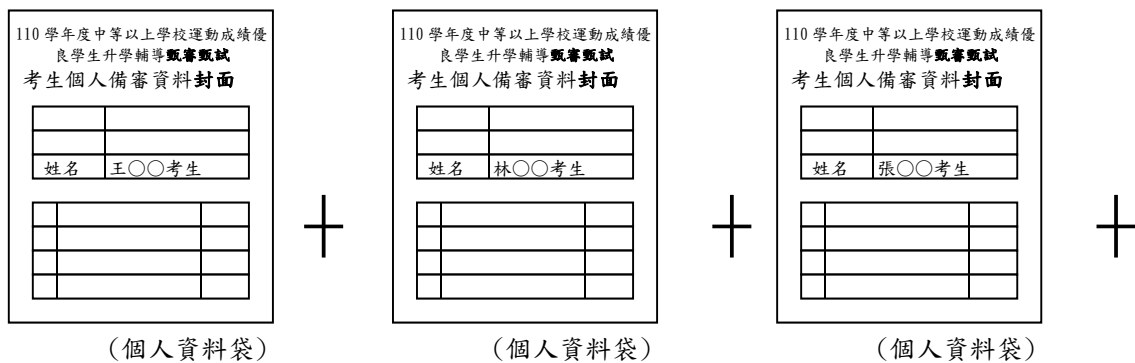 110 學年度中等以上學校運動成績優
良學生升學輔導甄審甄試
考生個人備審資料封面
姓名 王○○考生
(個人資料袋)
+
110 學年度中等以上學校運動成績優
良學生升學輔導甄審甄試
考生個人備審資料封面
姓名 林○○考生
(個人資料袋)
+
110 學年度中等以上學校運動成績優
良學生升學輔導甄審甄試
考生個人備審資料封面
姓名 張○○考生
(個人資料袋)
+